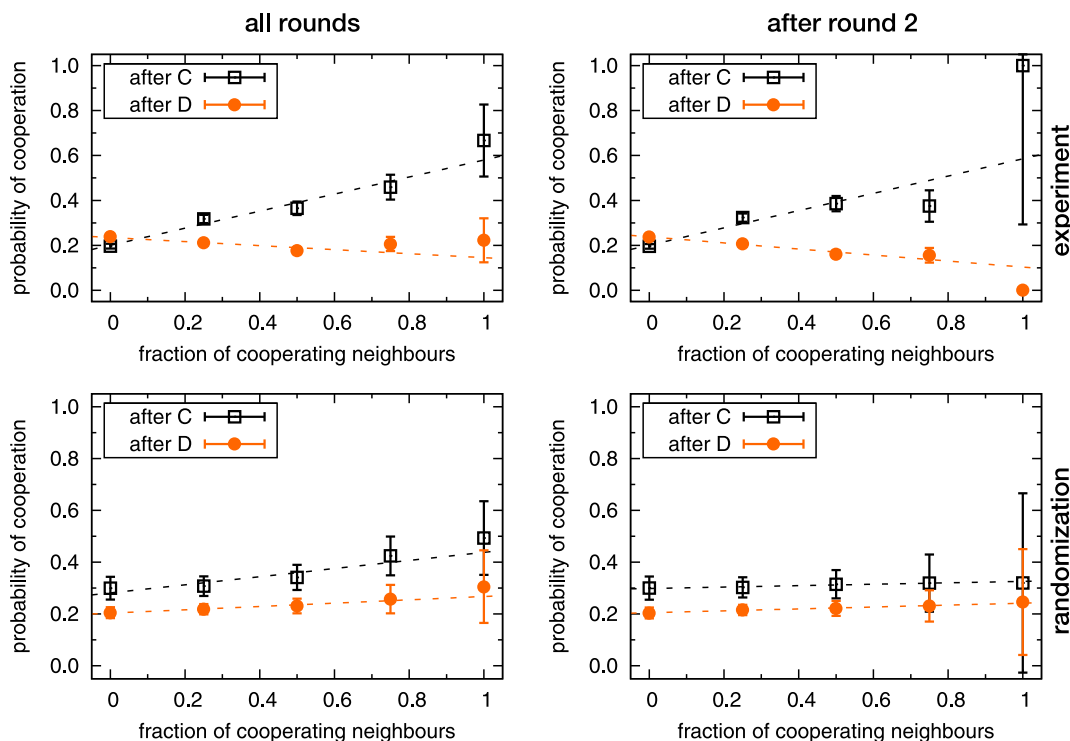 all rounds
after round 2
probability of cooperation
1.0
0.8
0.6
0.4
0.2
0.0
after C
after D
0
0.2
0.4
0.6
0.8
1
fraction of cooperating neighbours
probability of cooperation
1.0
0.8
0.6
0.4
0.2
0.0
after C
after D
0
0.2
0.4
0.6
0.8
1
fraction of cooperating neighbours
experiment
probability of cooperation
1.0
0.8
0.6
0.4
0.2
0.0
after C
after D
0
0.2
0.4
0.6
0.8
1
fraction of cooperating neighbours
probability of cooperation
1.0
0.8
0.6
0.4
0.2
0.0
after C
after D
0
0.2
0.4
0.6
0.8
1
fraction of cooperating neighbours
randomization